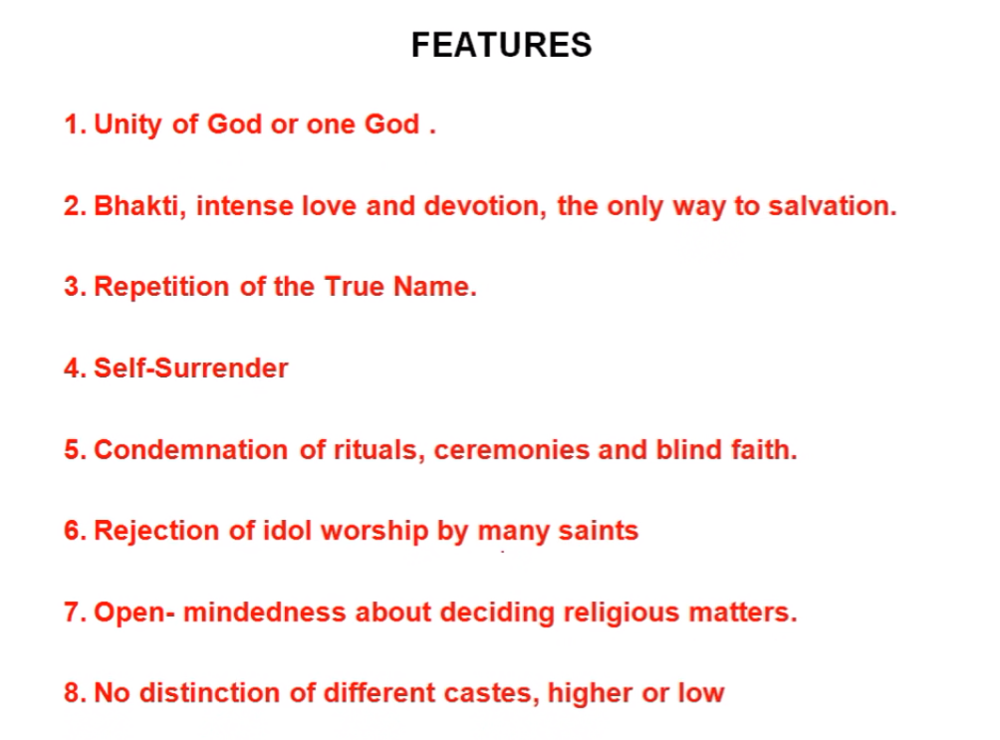 FEATURES
1. Unity of God or one God .
2. Bhakti, intense love and devotion, the only way to salvation.
3. Repetition of the True Name.
4. Self-Surrender
5. Condemnation of rituals, ceremonies and blind faith.
6. Rejection of idol worship by many saints
7. Open- mindedness about deciding religious matters.
8. No distinction of different castes, higher or low